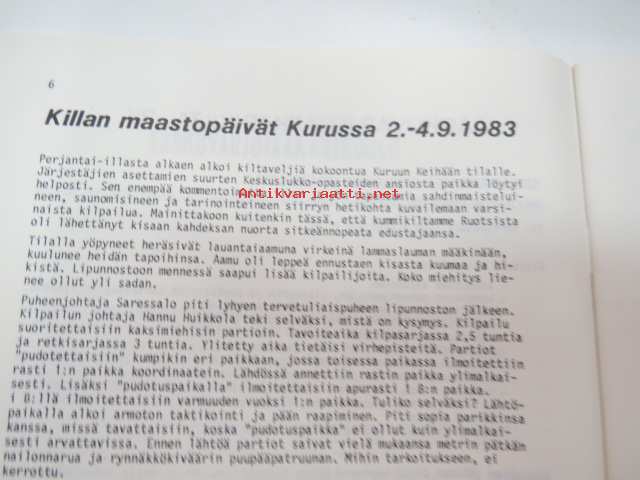 6
Killan maastopäivät Kurussa 2.-4.9.1983
Perjantai-illasta alkaen alkoi kiltaveljiä kokoontua Kuruun Keihään tilalle.
Järjestäjien asettamien suurten Keskuslukko-opasteiden ansiosta paikka löytyi
helposti. Sen enempää kommentoimatta sahdinmaistelui-
neen, saunomisineen ja tarinointeineen siirryn hetikohta kuvailemaan varsi-
naista kilpailua. Mainittakoon kuitenkin tässä, että kummikiltamme Ruotsista
oli lähettänyt kisaan kahdeksan nuorta sitkeännopeata edustajaansa.
Antikvariaatti.net
Tilalla yöpyneet heräsivät lauantaiaamuna virkeinä lammaslauman määkinään,
kuulunee heidän tapoihinsa. Aamu oli leppeä ennustaen kisasta kuumaa ja hi-
kistä. Lipunnostoon mennessä saapui lisää kilpailijoita. Koko miehitys lie-
nee ollut yli sadan.
Puheenjohtaja Saressalo piti lyhyen tervetuliaispuheen lipunnoston jälkeen.
Kilpailun johtaja Hannu Huikkola teki selväksi, mistä on kysymys. Kilpailu
suoritettaisiin kaksimiehisin partioin. Tavoiteaika kilpasarjassa 2,5 tuntia
ja retkisarjassa 3 tuntia. Ylitetty aika tietäisi virhepisteitä. Partiot
"pudotettaisiin" kumpikin eri paikkaan, jossa toisessa paikassa ilmoitettiin
rasti 1:n paikka koordinaatein. Lähdössä annettiin rastin paikka ylimalkai-
sesti. Lisäksi "pudotuspaikalla" ilmoitettaisiin apurasti 1 B:n paikka.
1 B:llä ilmoitettaisiin varmuuden vuoksi 1:n paikka. Tuliko selväksi? Lähtö-
paikalla alkoi armoton taktikointi ja pään raapiminen. Piti sopia parikkinsa
kanssa, missä tavattaisiin, koska "pudotuspaikka" ei ollut kuin ylimalkai-
sesti arvattavissa. Ennen lähtöä partiot saivat vielä mukaansa metrin pätkän
nailonnarua ja rynnäkkökiväärin puupääpatruunan. Mihin tarkoitukseen, ei
kerrottu.